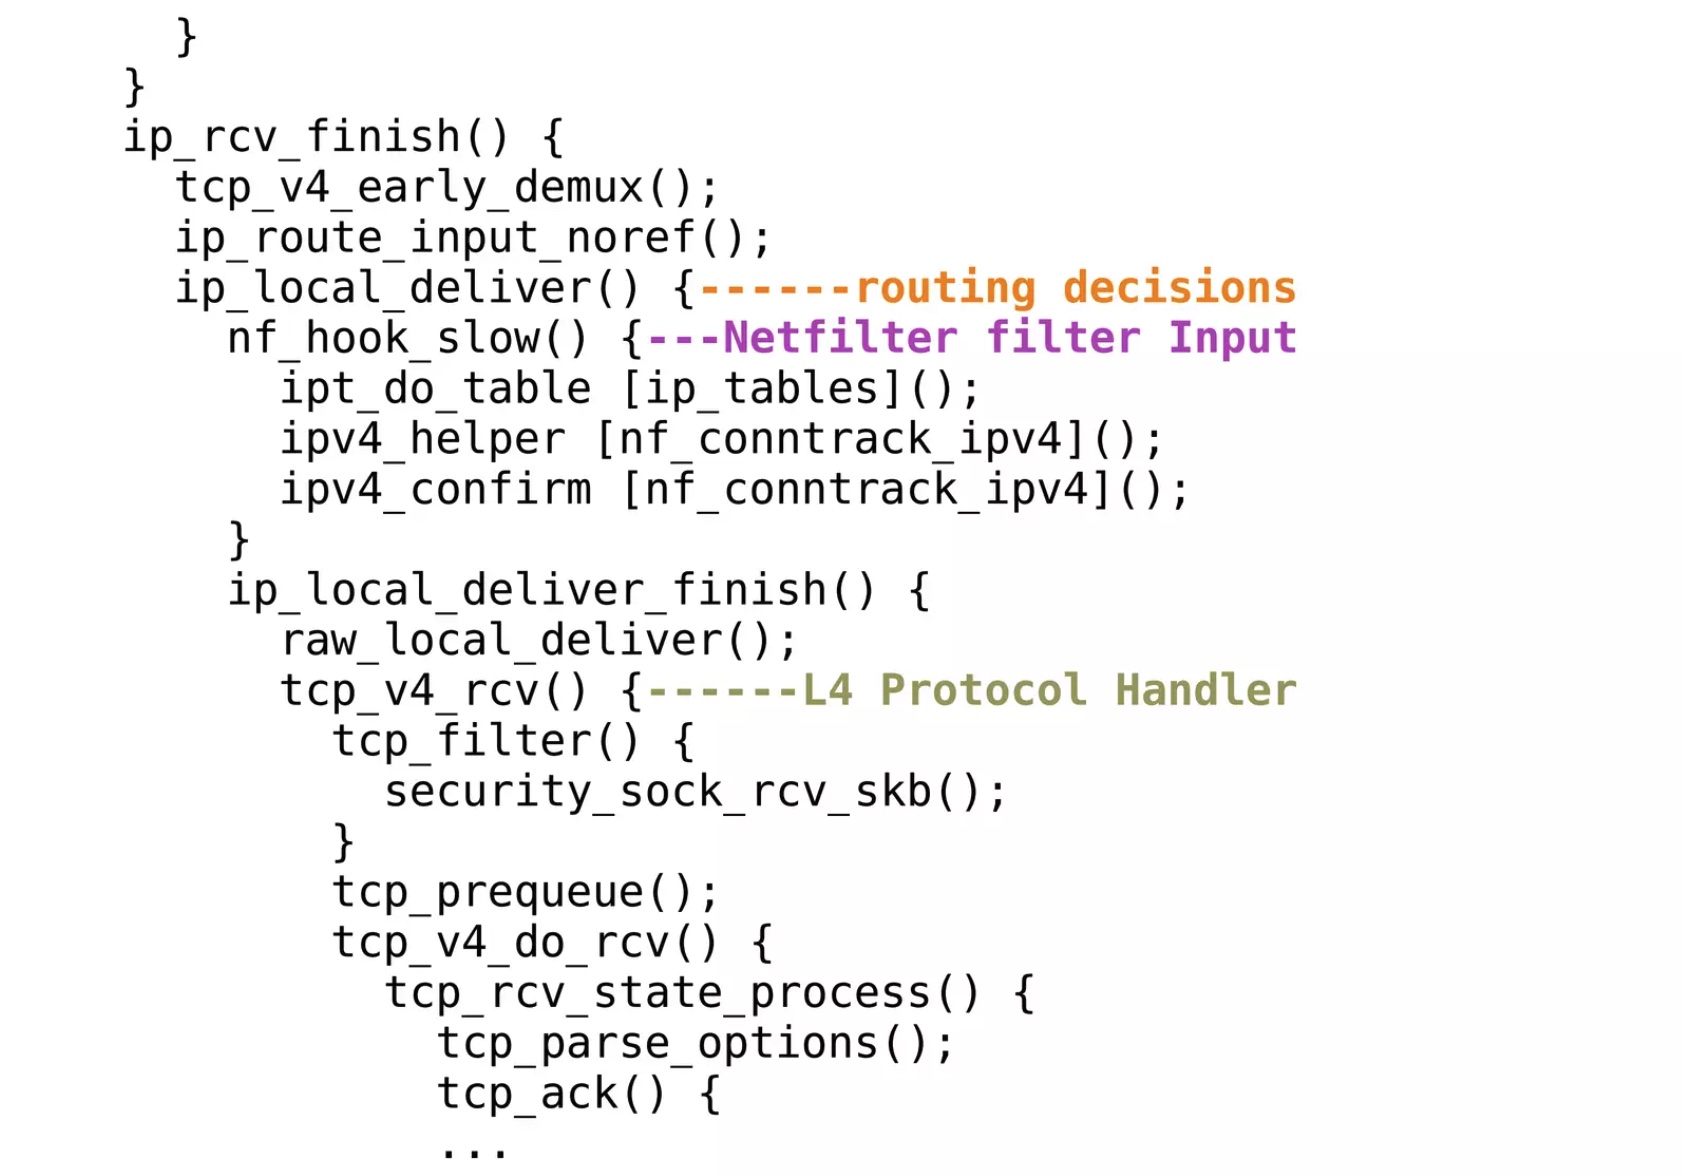 }
}
ip_rcv_finish() {
tcp_v4_early_demux();
ip_route_input_noref();
ip_local_deliver() {------routing decisions
nf_hook_slow() {---Netfilter filter Input
ipt_do_table [ip_tables]();
ipv4_helper [nf_conntrack_ipv4]();
ipv4_confirm [nf_conntrack_ipv4]();
}
ip_local_deliver_finish() {
raw_local_deliver();
tcp_v4_rcv() {------L4 Protocol Handler
tcp_filter() {
security_sock_rcv_skb();
}
tcp_prequeue();
tcp_v4_do_rcv() {
tcp_rcv_state_process() {
tcp_parse_options();
tcp_ack() {
...